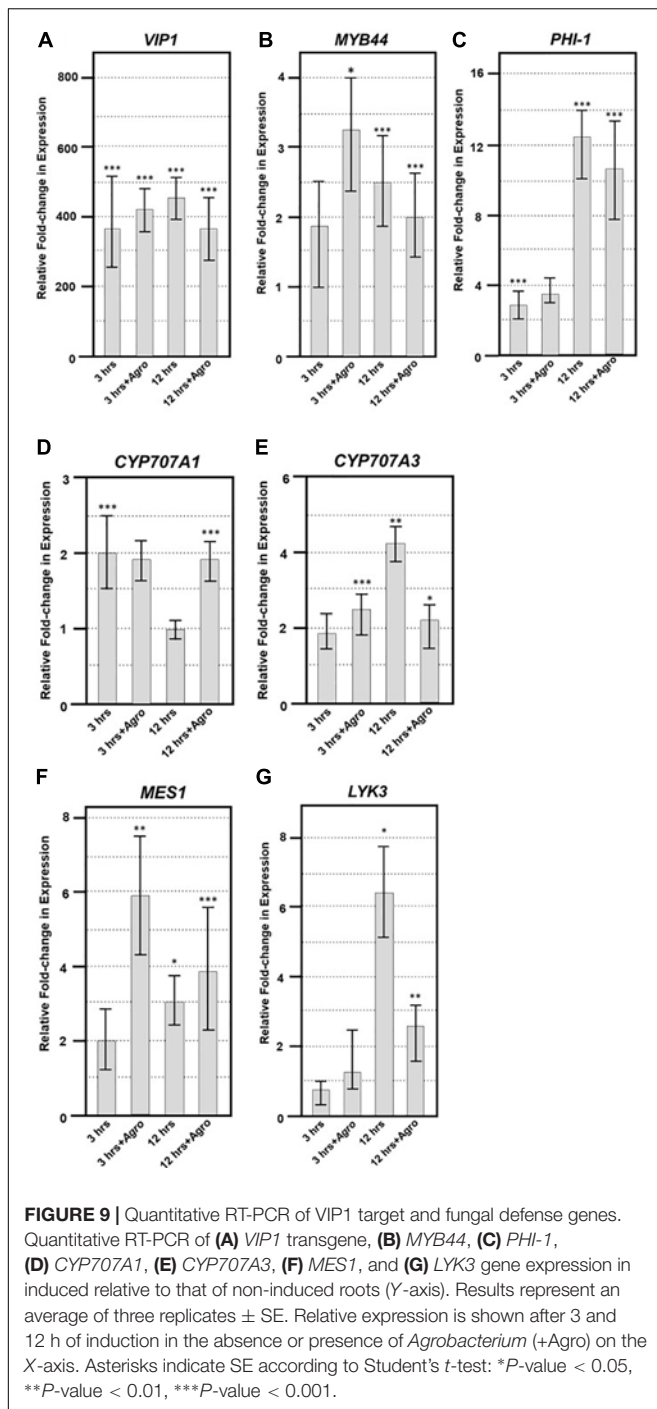 A
VIP1
Relative Fold-change in Expression
800
600
400
200
0
***
***
***
***
3 hrs
3 hrs+Agro
12 hrs
12 hrs+Agro
B
MYB44
Relative Fold-change in Expression
4
3
2
1
0
*
***
***
3 hrs
3 hrs+Agro
12 hrs
12 hrs+Agro
C
PHI-1
Relative Fold-change in Expression
16
12
8
4
0
***
***
***
3 hrs
3 hrs+Agro
12 hrs
12 hrs+Agro
D
CYP707A1
Relative Fold-change in Expression
3
2
1
0
***
***
3 hrs
3 hrs+Agro
12 hrs
12 hrs+Agro
E
CYP707A3
Relative Fold-change in Expression
6
4
2
0
***
**
*
3 hrs
3 hrs+Agro
12 hrs
12 hrs+Agro
F
MES1
Relative Fold-change in Expression
8
6
4
2
0
**
*
***
3 hrs
3 hrs+Agro
12 hrs
12 hrs+Agro
G
LYK3
Relative Fold-change in Expression
8
6
4
2
0
*
**
3 hrs
3 hrs+Agro
12 hrs
12 hrs+Agro
FIGURE 9 | Quantitative RT-PCR of VIP1 target and fungal defense genes.
Quantitative RT-PCR of (A) VIP1 transgene, (B) MYB44, (C) PHI-1,
(D) CYP707A1, (E) CYP707A3, (F) MES1, and (G) LYK3 gene expression in
induced relative to that of non-induced roots (Y-axis). Results represent an
average of three replicates ± SE. Relative expression is shown after 3 and
12 h of induction in the absence or presence of Agrobacterium (+Agro) on the
X-axis. Asterisks indicate SE according to Student's t-test: *P-value < 0.05,
**P-value < 0.01, ***P-value < 0.001.